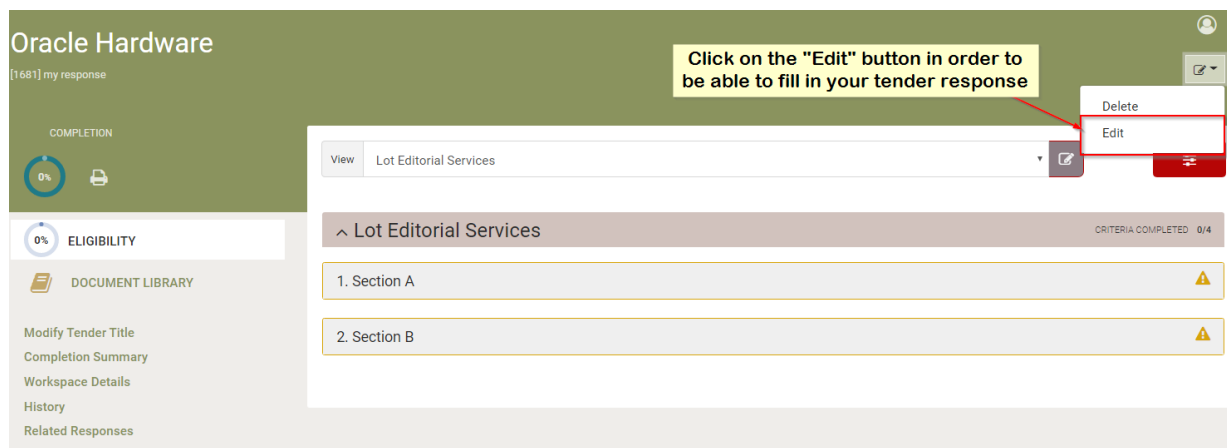 Oracle Hardware
[1681] my response
Click on the "Edit" button in order to
be able to fill in your tender response
Delete
Edit
COMPLETION
0%
View Lot Editorial Services
0% ELIGIBILITY
DOCUMENT LIBRARY
Lot Editorial Services
CRITERIA COMPLETED 0/4
1. Section A
2. Section B
Modify Tender Title
Completion Summary
Workspace Details
History
Related Responses